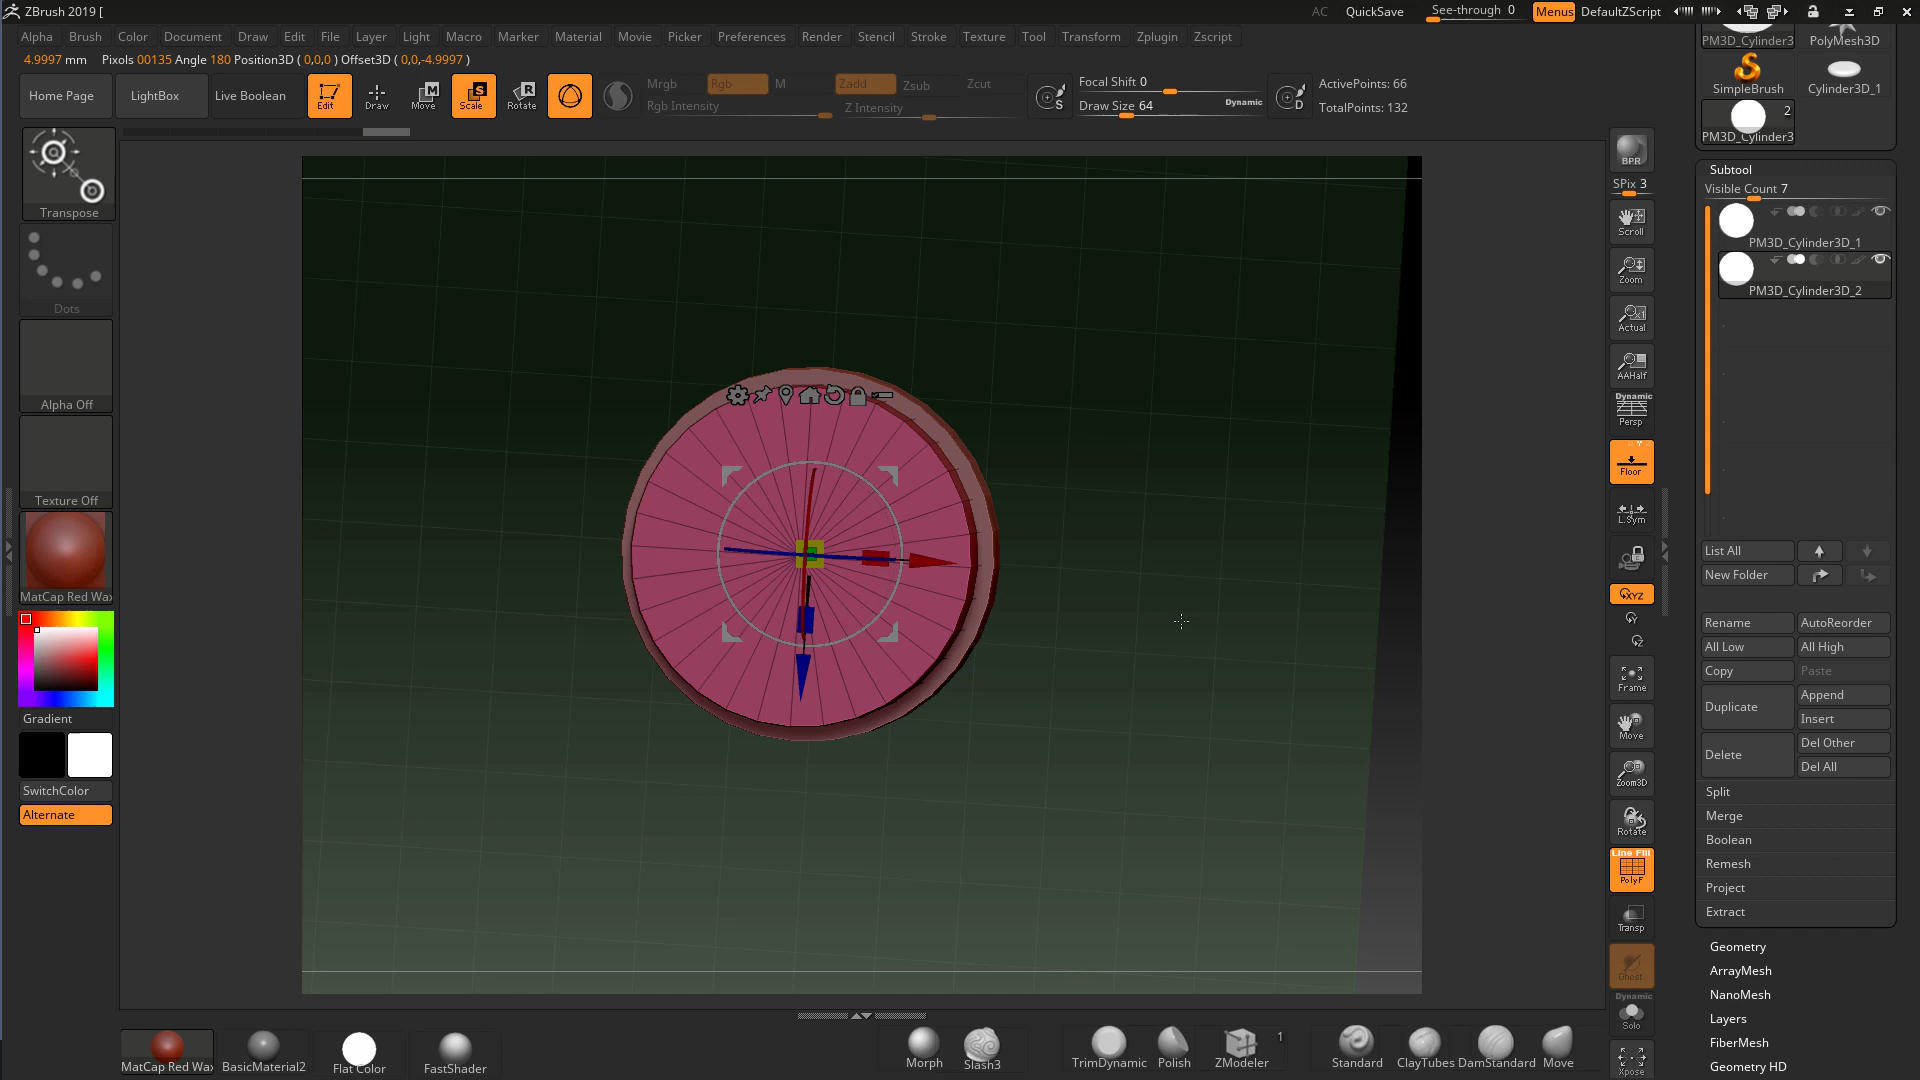 ZBrush 2019 [
AC QuickSave See-through 0 Menus DefaultZScript
Alpha Brush Color Document Draw Edit File Layer Light Macro Marker Material Movie Picker Preferences Render Stencil Stroke Texture Tool Transform Zplugin Zscript
4.9997 mm Pixols 00135 Angle 180 Position3D ( 0,0,0 ) Offset3D ( 0,0,-4.9997 )
Home Page LightBox Live Boolean Edit Draw Move Scale Rotate
Mrgb Rgb M Zadd Zsub Zcut
Rgb Intensity Z Intensity
Focal Shift 0
Draw Size 64 Dynamic
S D
ActivePoints: 66
TotalPoints: 132
Transpose
Dots
Alpha Off
Texture Off
MatCap Red Wax
Gradient
SwitchColor
Alternate
BPR
SPix 3
Scroll
Zoom
Actual
AAHalf
Dynamic
Persp
Floor
L.Sym
XYZ
Y
Z
Frame
Move
Zoom3D
Rotate
Line Fill
PolyF
Transp
Ghost
Dynamic
Solo
Xpose
PM3D_Cylinder3 PolyMesh3D
SimpleBrush Cylinder3D_1
2
PM3D_Cylinder3
Subtool
Visible Count 7
PM3D_Cylinder3D_1
PM3D_Cylinder3D_2
List All
New Folder
Rename AutoReorder
All Low All High
Copy Paste
Duplicate Append
Insert
Delete Del Other
Del All
Split
Merge
Boolean
Remesh
Project
Extract
Geometry
ArrayMesh
NanoMesh
Layers
FiberMesh
Geometry HD
MatCap Red Wax BasicMaterial2 Flat Color FastShader Morph Slash3 TrimDynamic Polish ZModeler 1 Standard ClayTubes DamStandard Move